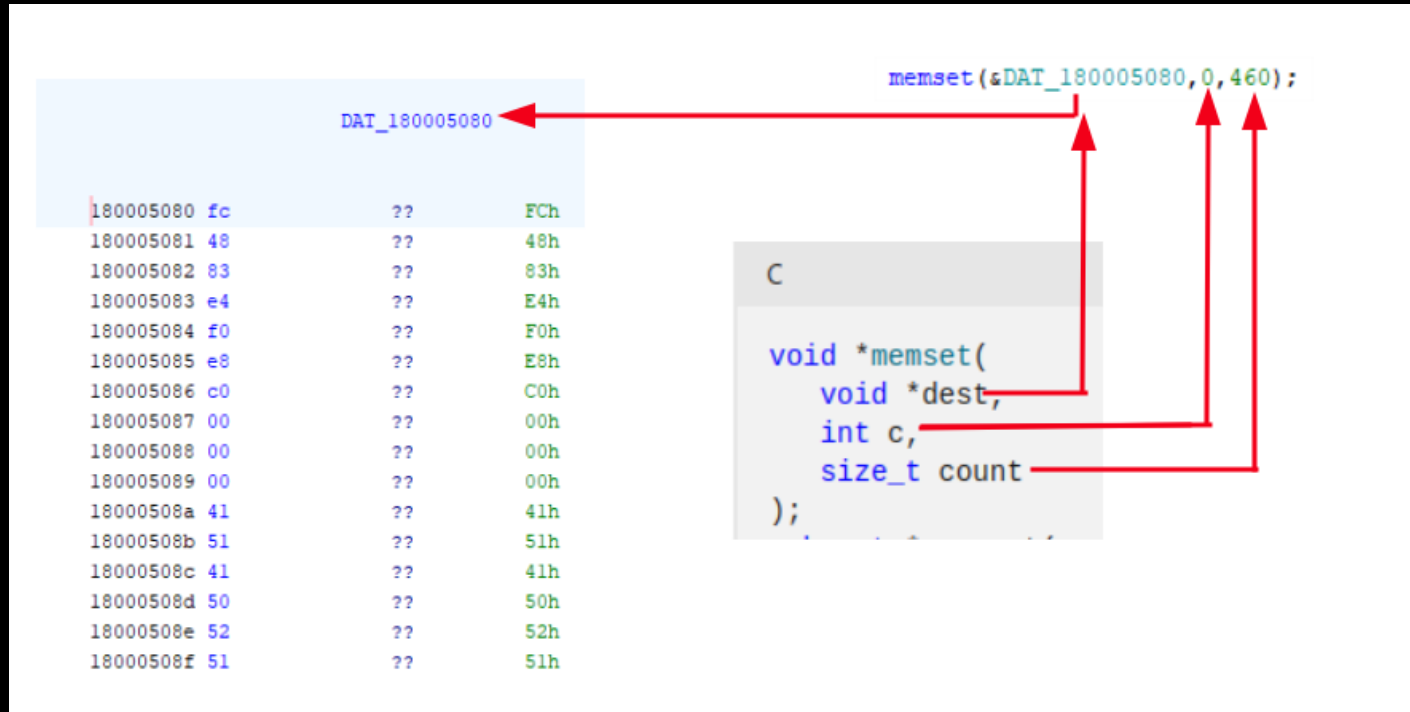 memset(&DAT_180005080,0,460);
DAT_180005080
180005080 fc ?? FCh
180005081 48 ?? 48h
180005082 83 ?? 83h
180005083 e4 ?? E4h
180005084 f0 ?? F0h
180005085 e8 ?? E8h
180005086 c0 ?? C0h
180005087 00 ?? 00h
180005088 00 ?? 00h
180005089 00 ?? 00h
18000508a 41 ?? 41h
18000508b 51 ?? 51h
18000508c 41 ?? 41h
18000508d 50 ?? 50h
18000508e 52 ?? 52h
18000508f 51 ?? 51h
C
void *memset(
void *dest,
int c,
size_t count
);